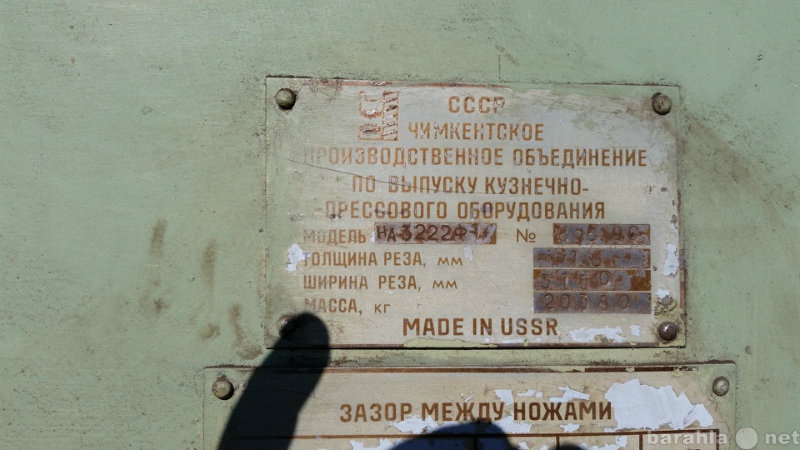 СССР
ЧИМКЕНТСКОЕ
ПРОИЗВОДСТВЕННОЕ ОБЪЕДИНЕНИЕ
ПО ВЫПУСКУ КУЗНЕЧНО-
-ПРЕССОВОГО ОБОРУДОВАНИЯ
МОДЕЛЬ НА3222Ф1 №
ТОЛЩИНА РЕЗА, мм
ШИРИНА РЕЗА, мм 3150
МАССА, кг 20380
MADE IN USSR
ЗАЗОР МЕЖДУ НОЖАМИ
barahla net